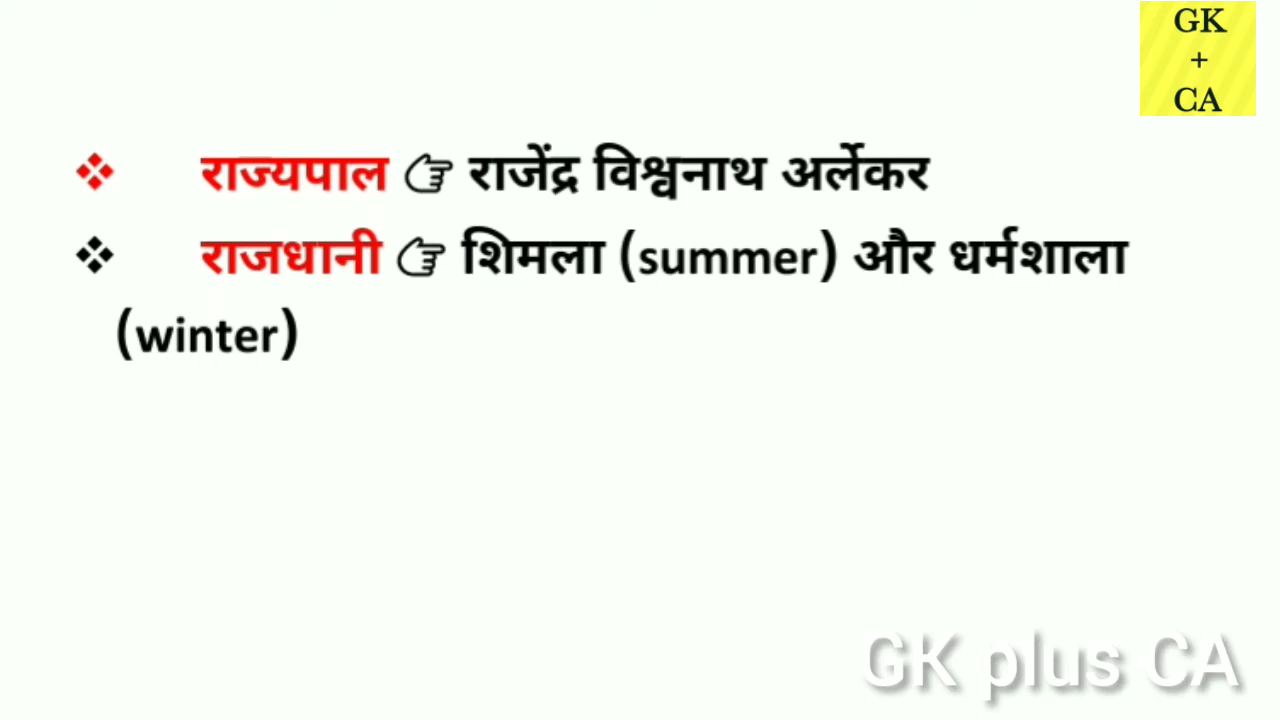 GK
+
CA
❖ राज्यपाल 👉 राजेंद्र विश्वनाथ अर्लेकर
❖ राजधानी 👉 शिमला (summer) और धर्मशाला
(winter)
GK plus CA